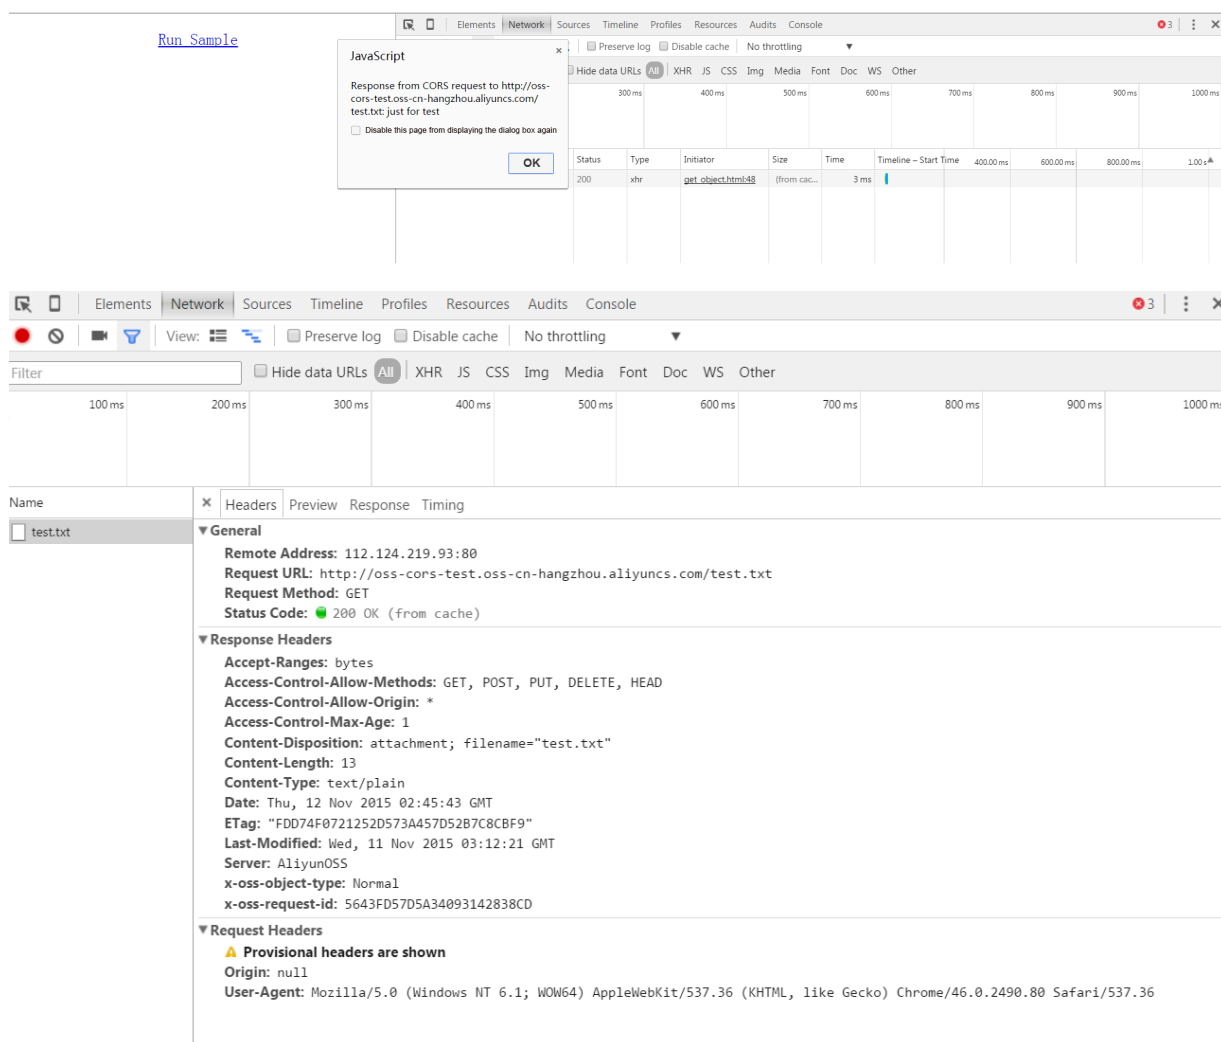 Run Sample
Elements Network Sources Timeline Profiles Resources Audits Console 3
Preserve log Disable cache No throttling
Hide data URLs All XHR JS CSS Img Media Font Doc WS Other
300 ms 400 ms 500 ms 600 ms 700 ms 800 ms 900 ms 1000 ms
JavaScript
Response from CORS request to http://oss-
cors-test.oss-cn-hangzhou.aliyuncs.com/
test.txt: just for test
Disable this page from displaying the dialog box again
OK
Status Type Initiator Size Time Timeline – Start Time 400.00 ms 600.00 ms 800.00 ms 1.00 s
200 xhr get_object.html:48 (from cac... 3 ms
Elements Network Sources Timeline Profiles Resources Audits Console 3
View: Preserve log Disable cache No throttling
Filter Hide data URLs All XHR JS CSS Img Media Font Doc WS Other
100 ms 200 ms 300 ms 400 ms 500 ms 600 ms 700 ms 800 ms 900 ms 1000 ms
Name
test.txt
× Headers Preview Response Timing
General
Remote Address: 112.124.219.93:80
Request URL: http://oss-cors-test.oss-cn-hangzhou.aliyuncs.com/test.txt
Request Method: GET
Status Code: 200 OK (from cache)
Response Headers
Accept-Ranges: bytes
Access-Control-Allow-Methods: GET, POST, PUT, DELETE, HEAD
Access-Control-Allow-Origin: *
Access-Control-Max-Age: 1
Content-Disposition: attachment; filename="test.txt"
Content-Length: 13
Content-Type: text/plain
Date: Thu, 12 Nov 2015 02:45:43 GMT
ETag: "FDD74F0721252D573A457D52B7C8CBF9"
Last-Modified: Wed, 11 Nov 2015 03:12:21 GMT
Server: AliyunOSS
x-oss-object-type: Normal
x-oss-request-id: 5643FD57D5A34093142838CD
Request Headers
Provisional headers are shown
Origin: null
User-Agent: Mozilla/5.0 (Windows NT 6.1; WOW64) AppleWebKit/537.36 (KHTML, like Gecko) Chrome/46.0.2490.80 Safari/537.36